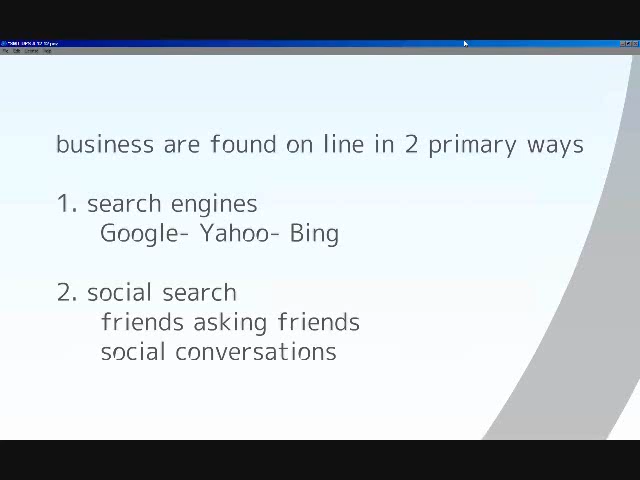 business are found on line in 2 primary ways
1. search engines
Google- Yahoo- Bing
2. social search
friends asking friends
social conversations